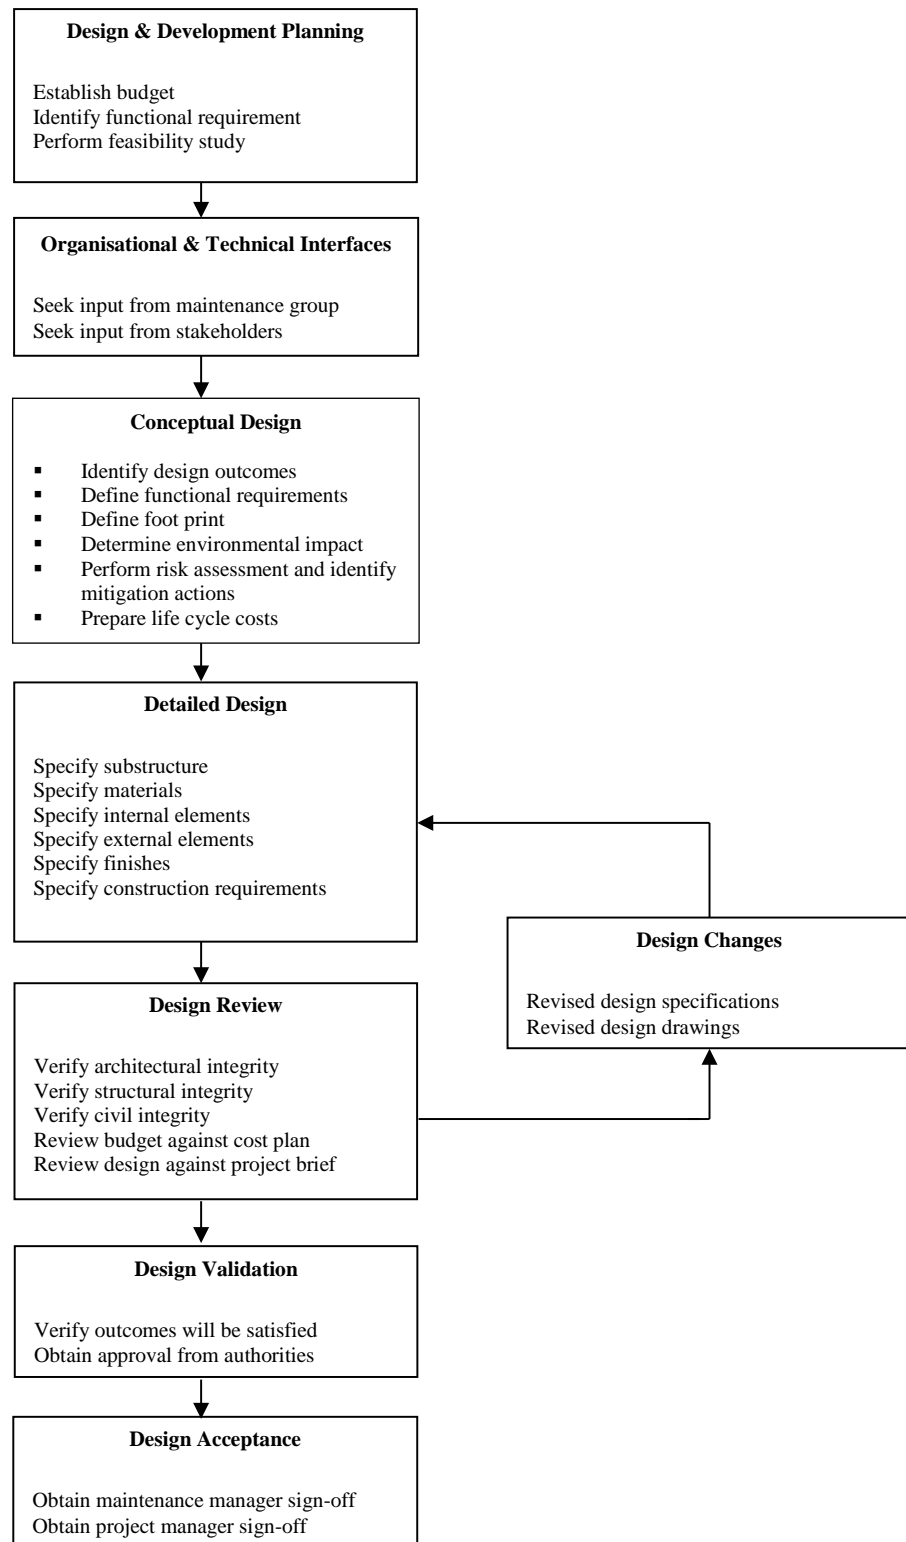 Design & Development Planning
Establish budget
Identify functional requirement
Perform feasibility study
Organisational & Technical Interfaces
Seek input from maintenance group
Seek input from stakeholders
Conceptual Design
▪ Identify design outcomes
▪ Define functional requirements
▪ Define foot print
▪ Determine environmental impact
▪ Perform risk assessment and identify
mitigation actions
▪ Prepare life cycle costs
Detailed Design
Specify substructure
Specify materials
Specify internal elements
Specify external elements
Specify finishes
Specify construction requirements
Design Changes
Revised design specifications
Revised design drawings
Design Review
Verify architectural integrity
Verify structural integrity
Verify civil integrity
Review budget against cost plan
Review design against project brief
Design Validation
Verify outcomes will be satisfied
Obtain approval from authorities
Design Acceptance
Obtain maintenance manager sign-off
Obtain project manager sign-off